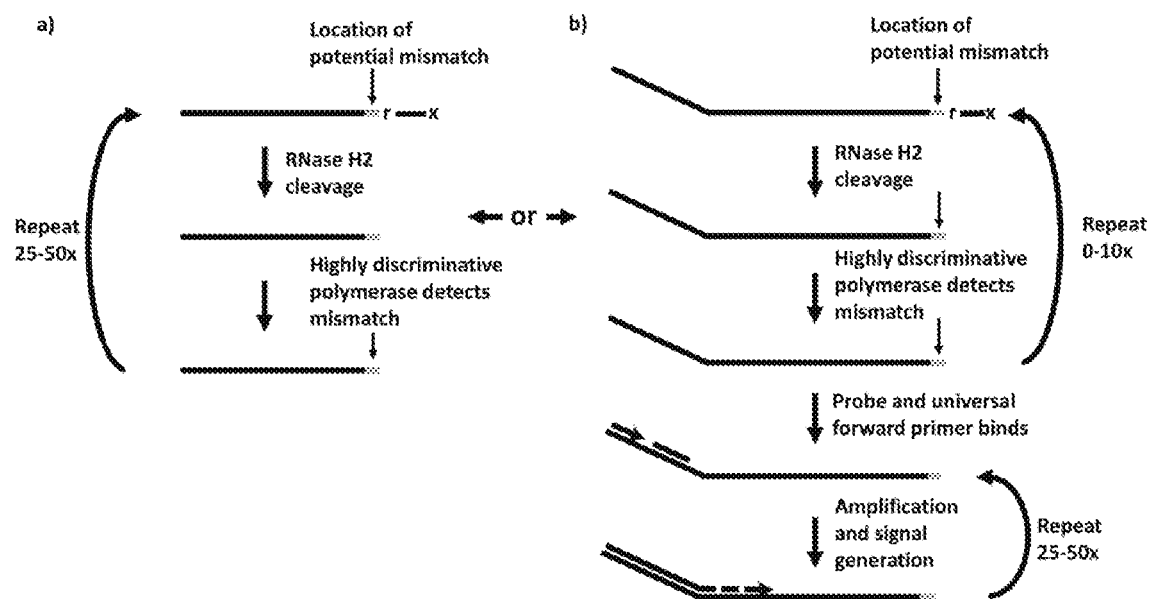 a)
Location of
potential mismatch
r
x
RNase H2
cleavage
Repeat
25-50x
Highly discriminative
polymerase detects
mismatch
or
b)
Location of
potential mismatch
r
x
RNase H2
cleavage
Highly discriminative
polymerase detects
mismatch
Repeat
0-10x
Probe and universal
forward primer binds
Amplification
and signal
generation
Repeat
25-50x